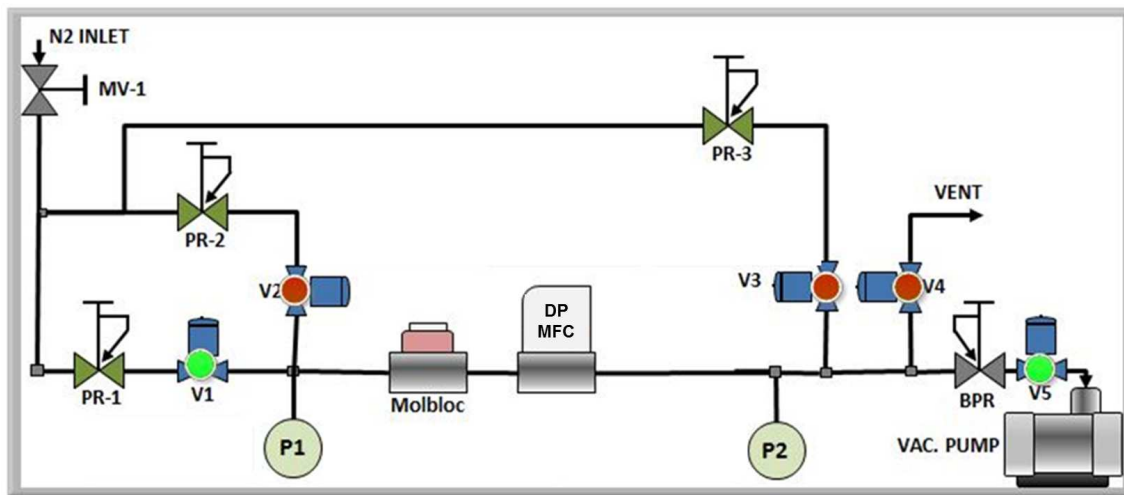 N2 INLET
MV-1
PR-3
PR-2
VENT
V2
V3
V4
DP
MFC
PR-1
V1
Molbloc
BPR
V5
P1
P2
VAC. PUMP